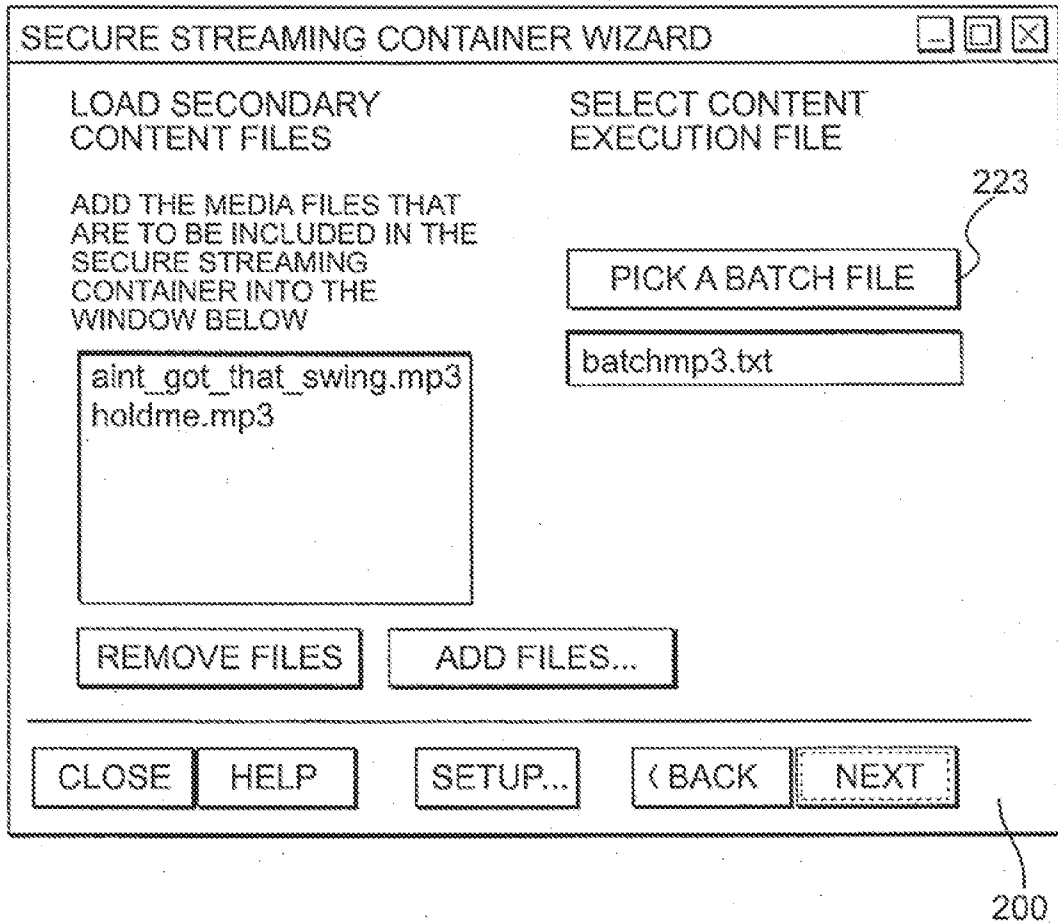 SECURE STREAMING CONTAINER WIZARD
LOAD SECONDARY
CONTENT FILES
ADD THE MEDIA FILES THAT
ARE TO BE INCLUDED IN THE
SECURE STREAMING
CONTAINER INTO THE
WINDOW BELOW
aint_got_that_swing.mp3
holdme.mp3
REMOVE FILES
ADD FILES...
SELECT CONTENT
EXECUTION FILE
223
PICK A BATCH FILE
batchmp3.txt
CLOSE
HELP
SETUP...
< BACK
NEXT
200